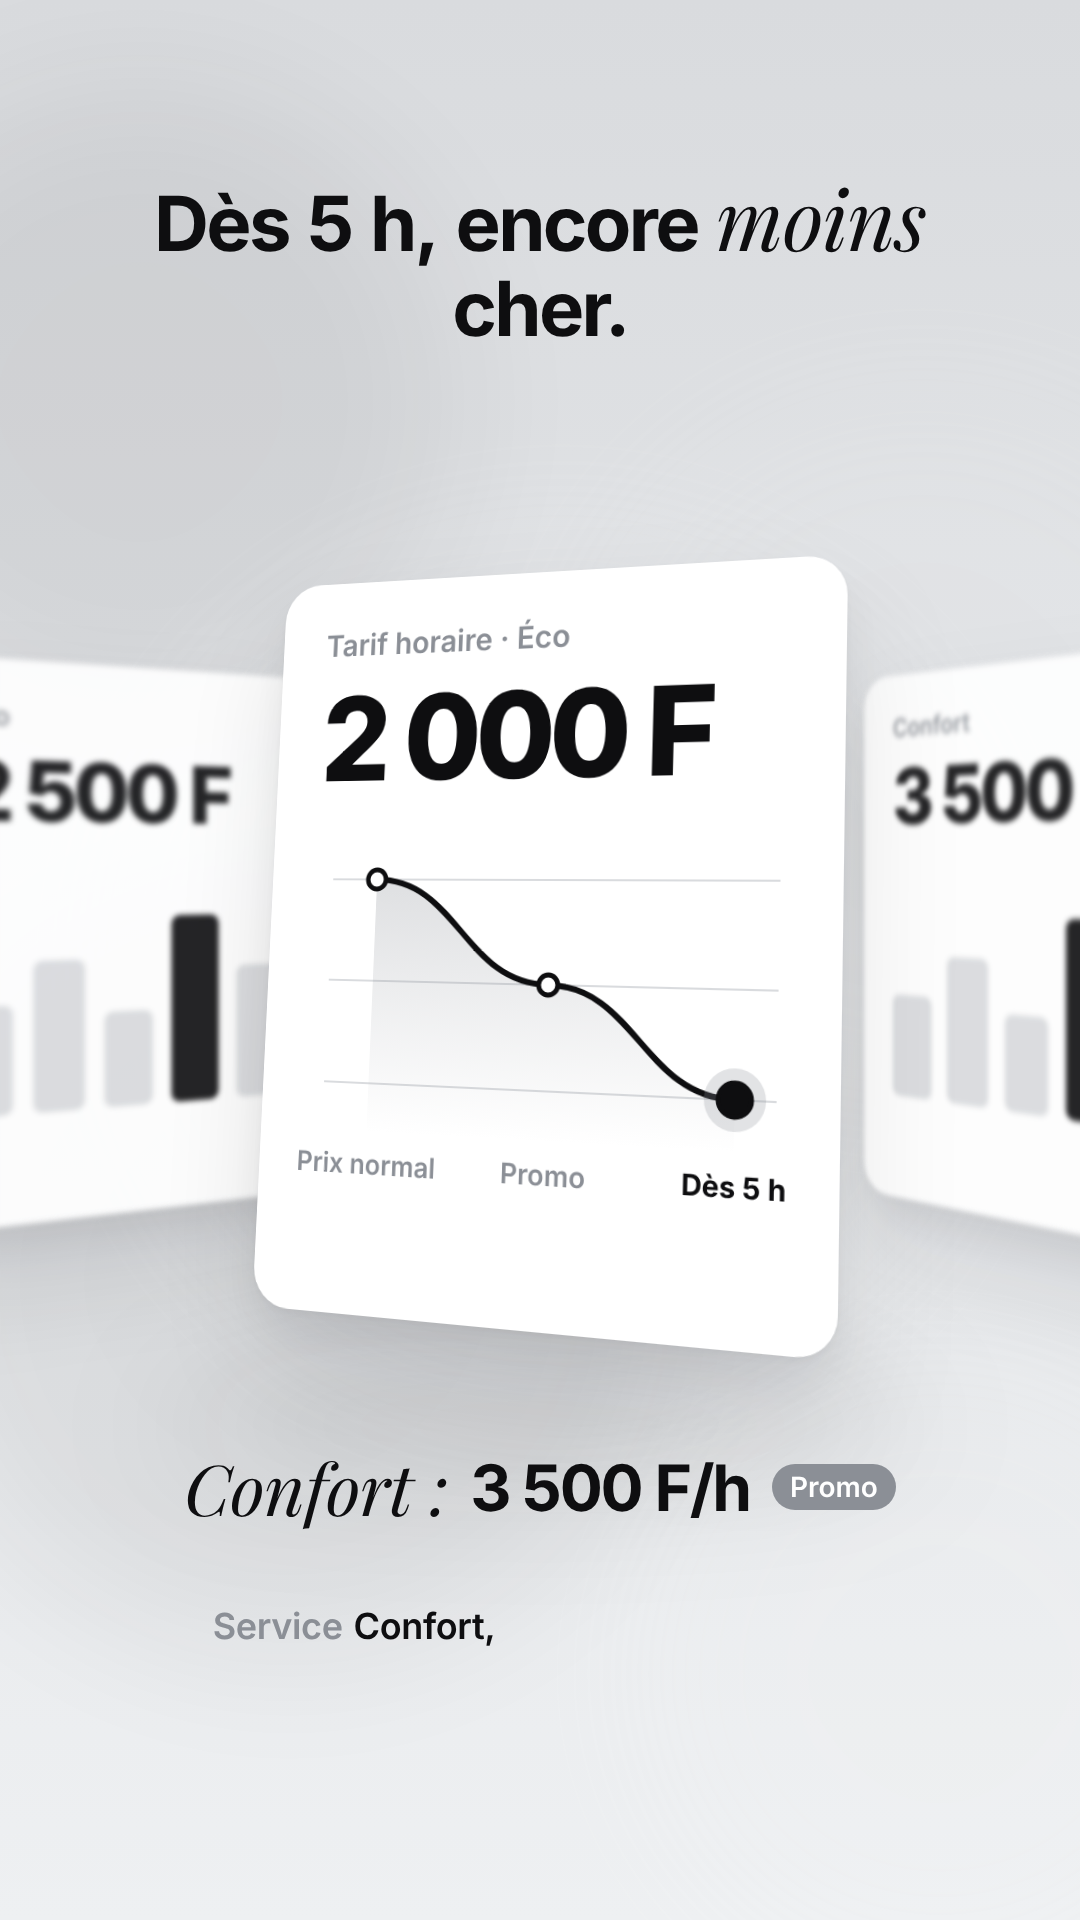 Dès 5 h, encore moins
cher.
Tarif horaire · Éco
2 000 F
500 F
Confort
3 500
Prix normal
Promo
Dès 5 h
Confort : 3 500 F/h Promo
Service Confort,